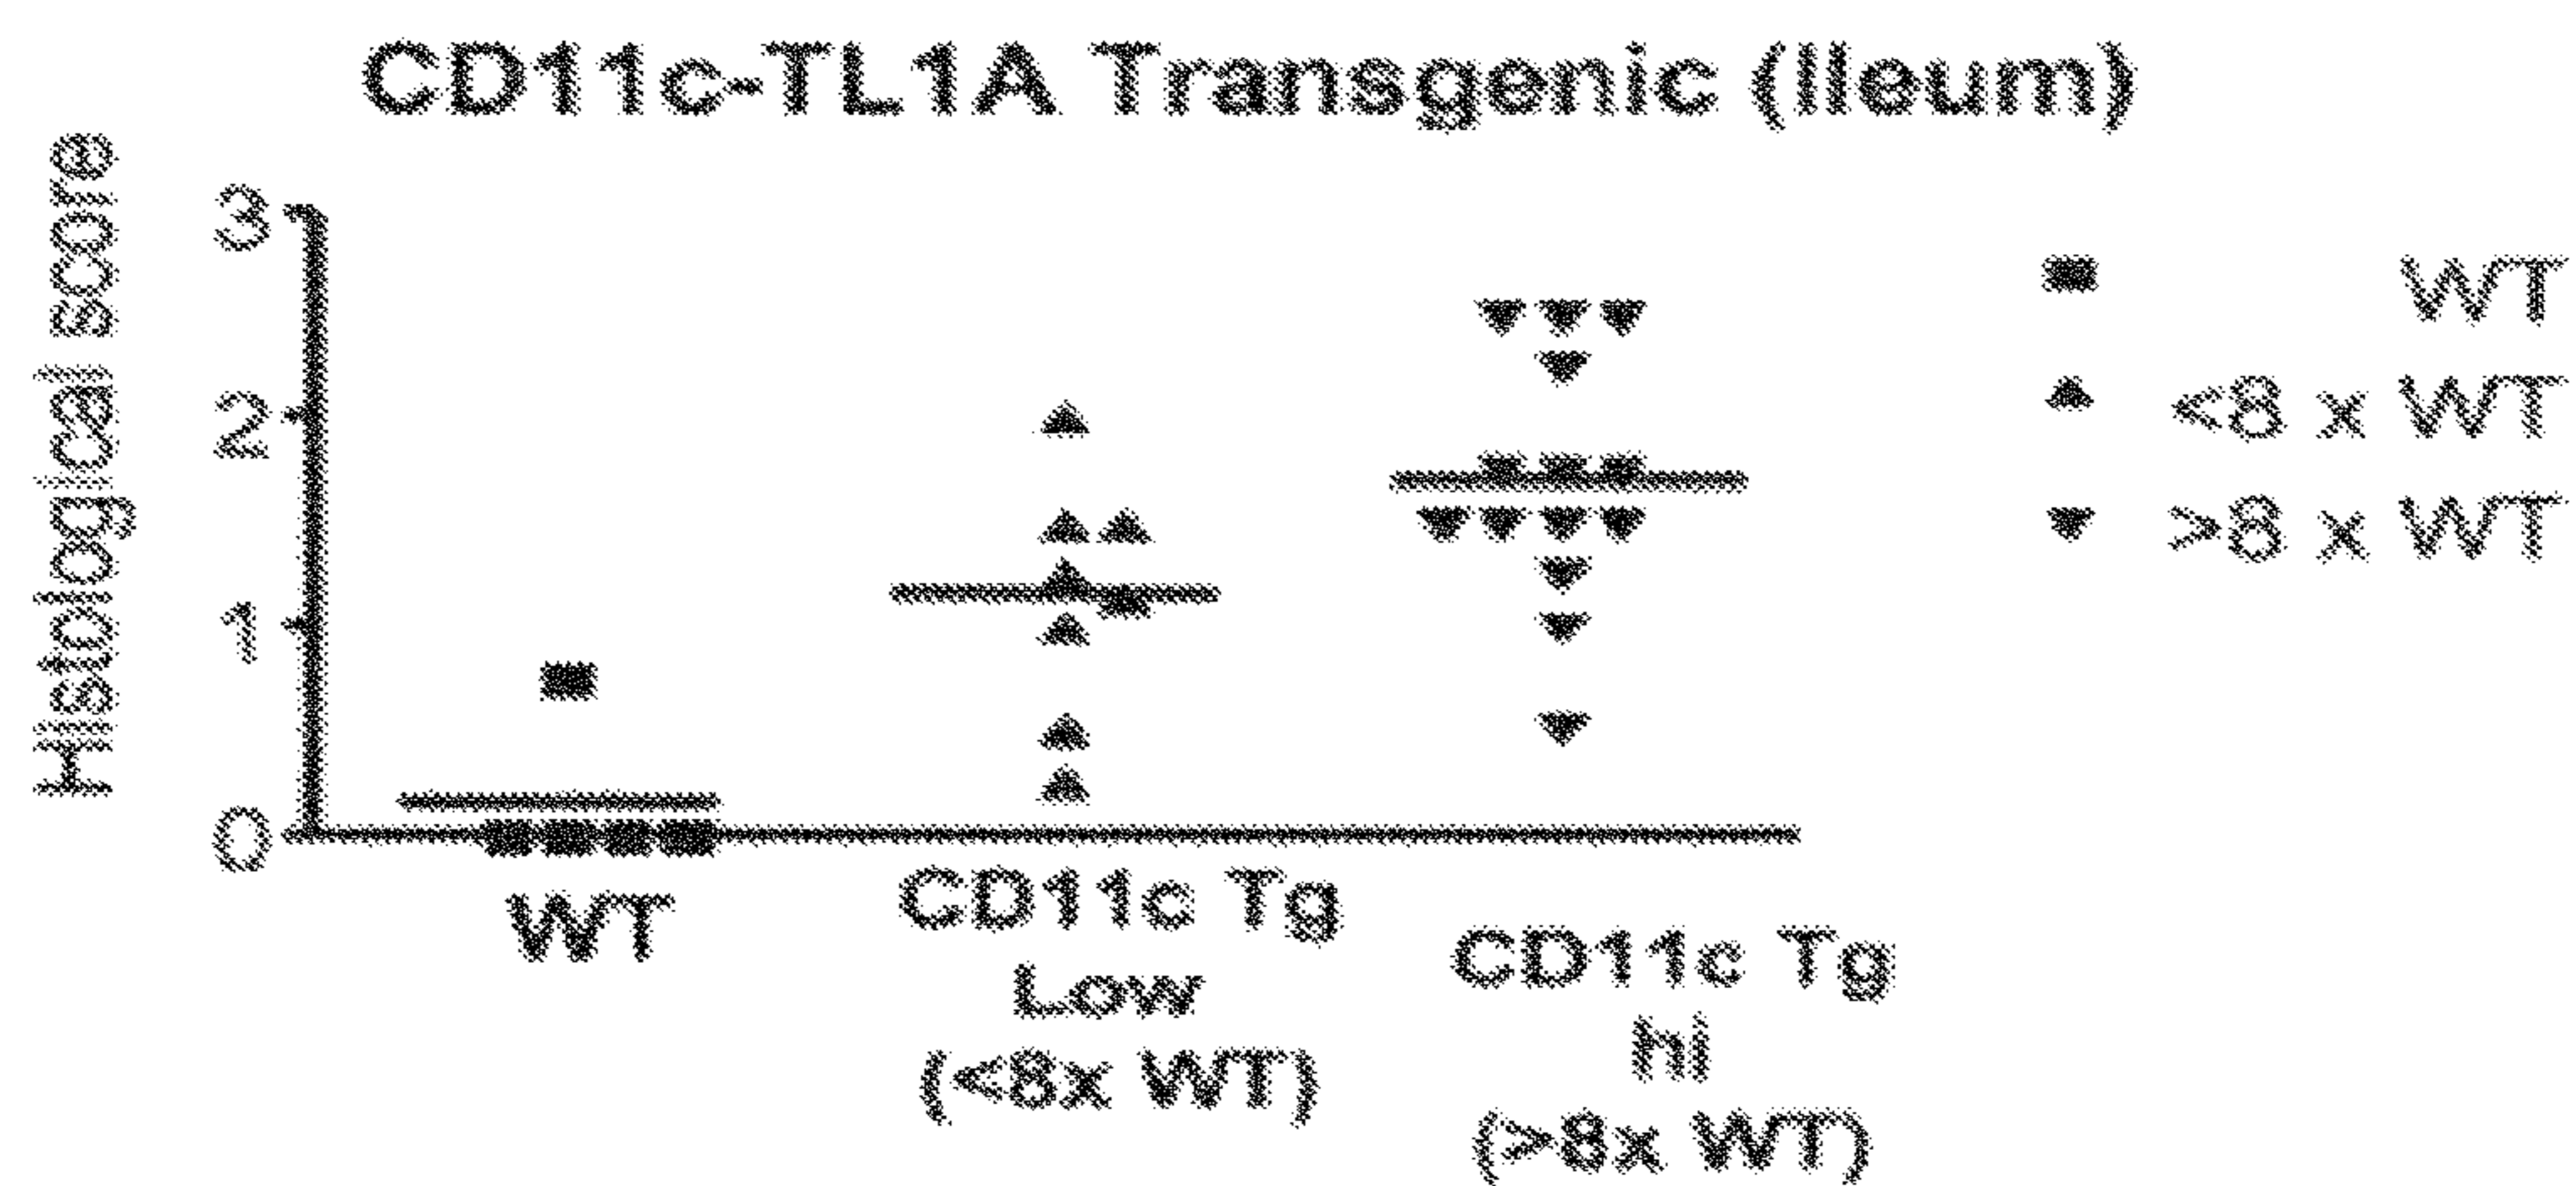 CD11c-TL1A Transgenic (Ileum)
Histological score
3
2
1
0
WT
CD11c Tg
Low
(<8x WT)
CD11c Tg
hi
(>8x WT)
WT
<8 x WT
>8 x WT